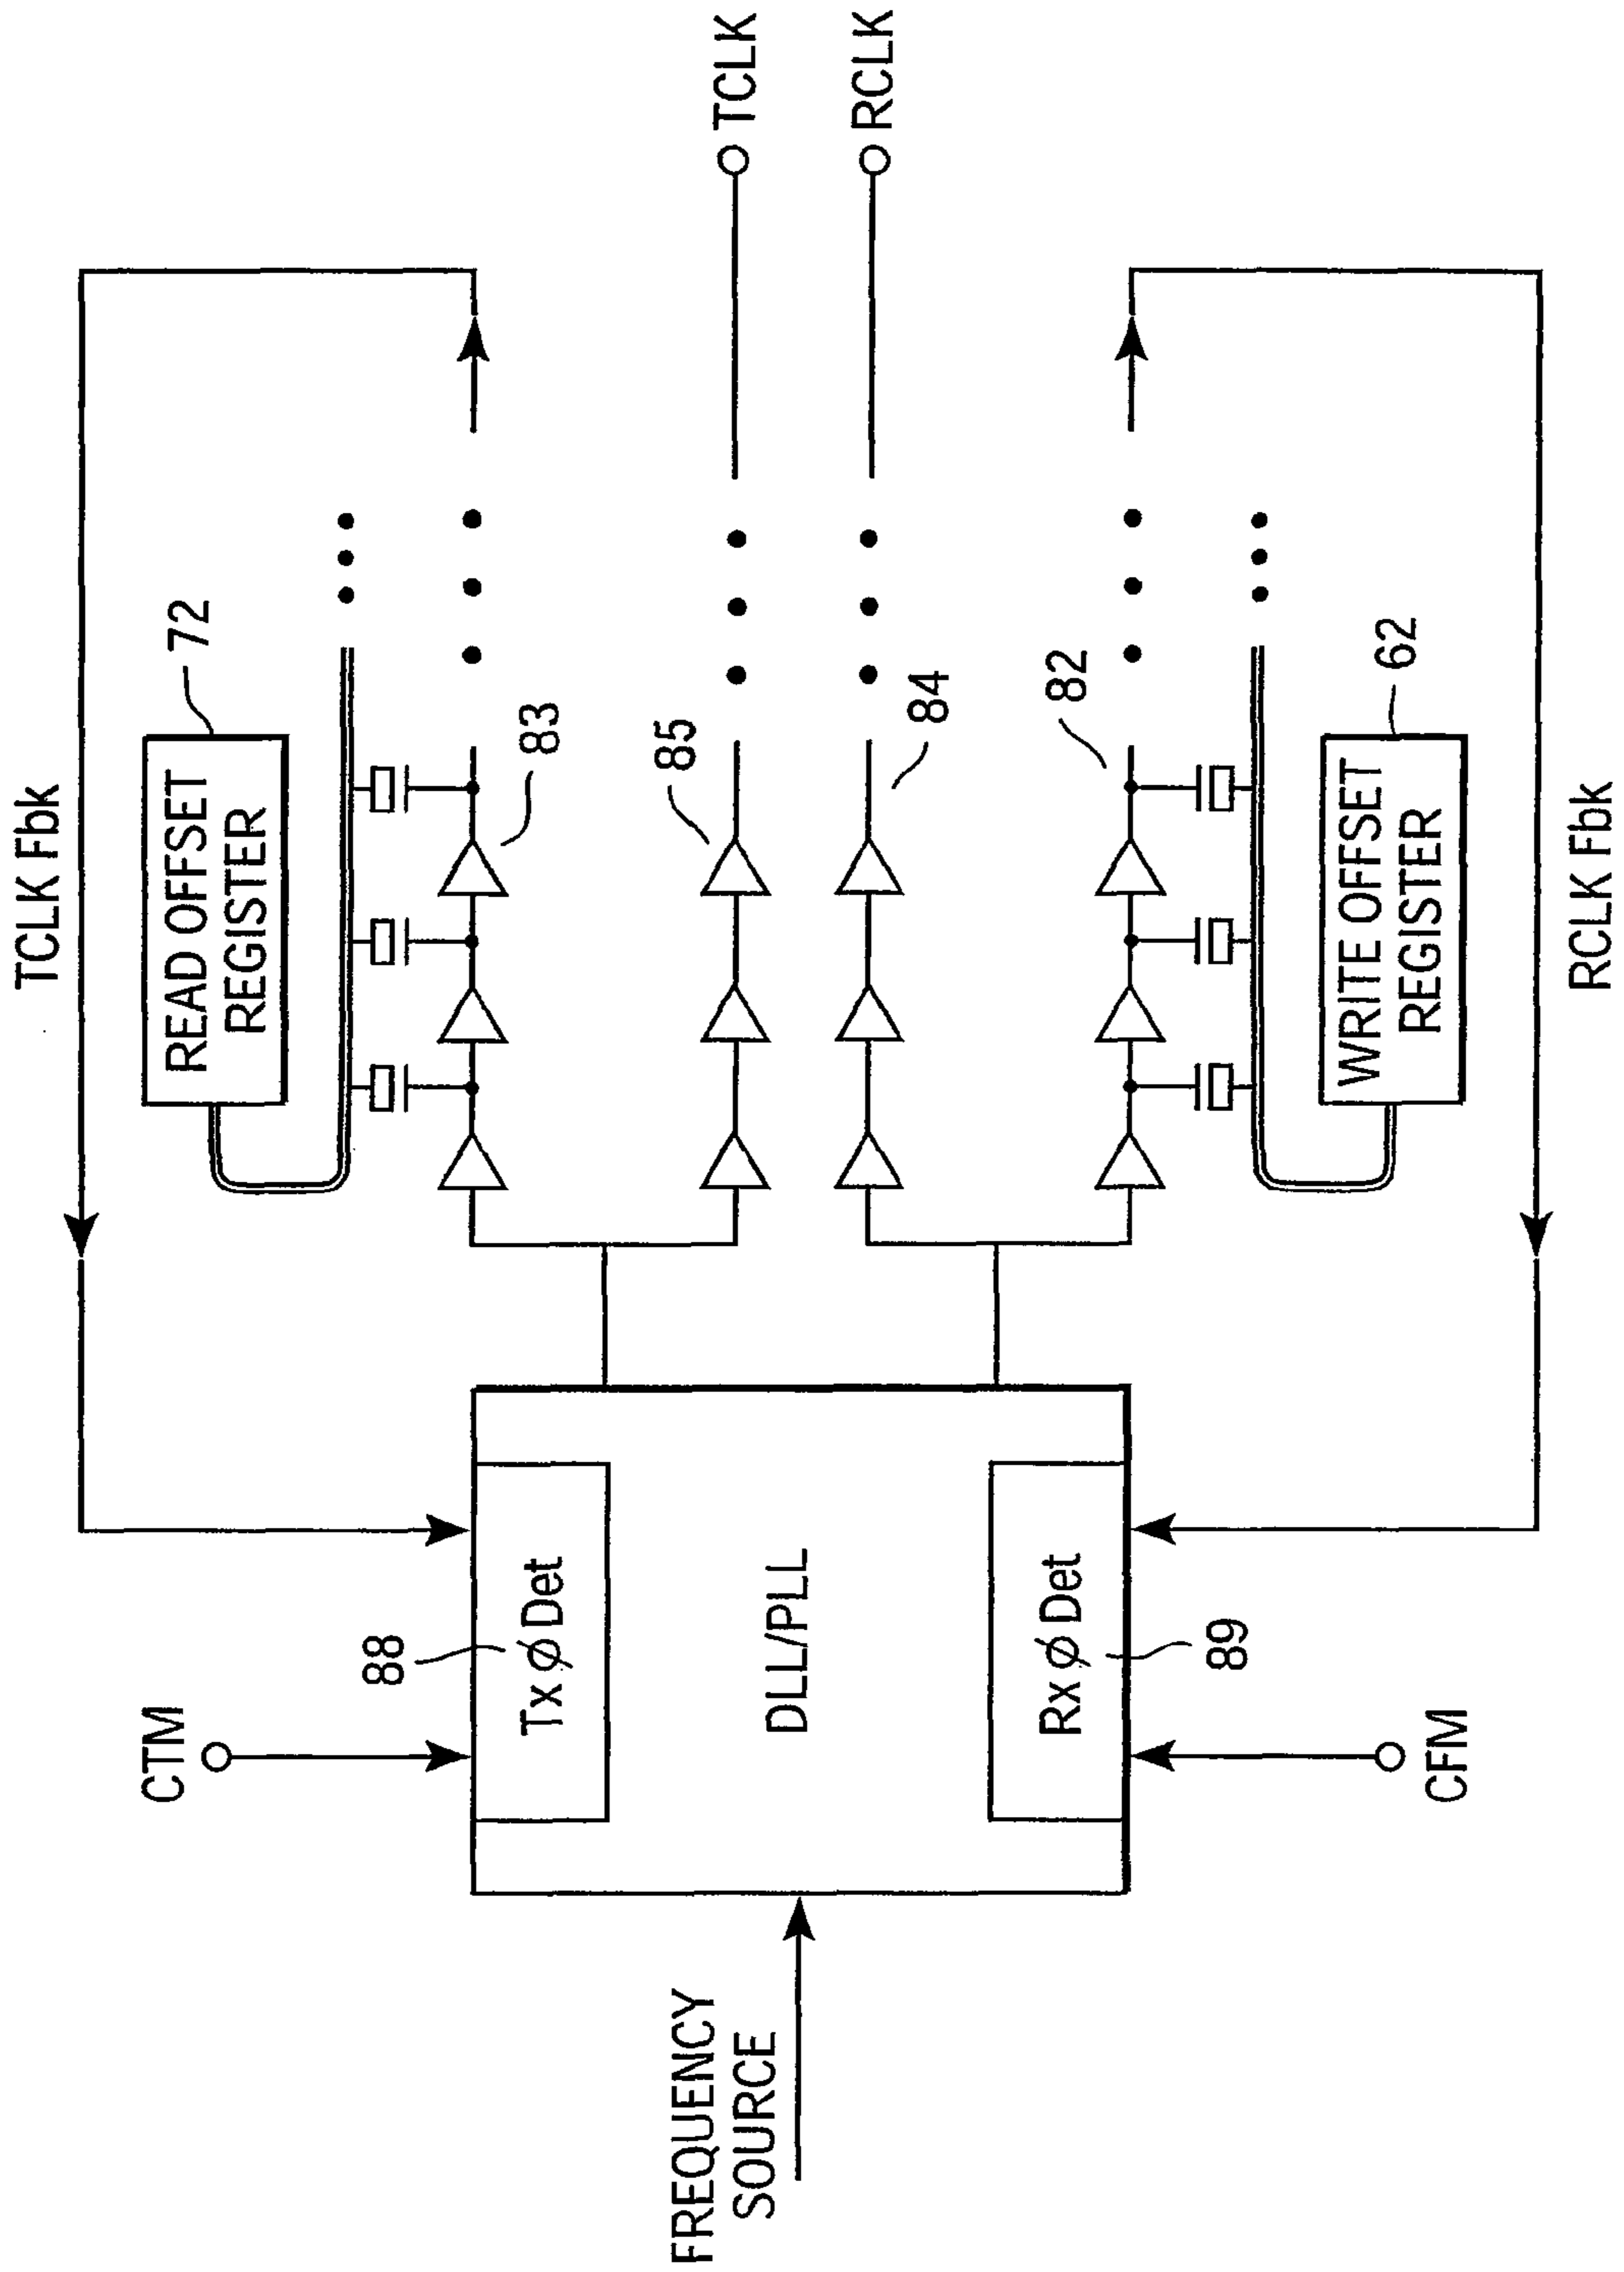 TCLK Fbk
READ OFFSET
REGISTER
72
83
CTM
88
Tx ϕ Det
85
TCLK
FREQUENCY
SOURCE
DLL/PLL
84
RCLK
Rx ϕ Det
89
82
CFM
WRITE OFFSET
REGISTER
62
RCLK Fbk